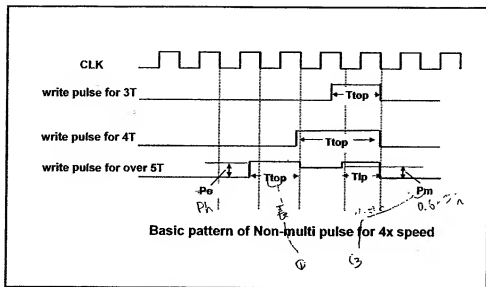 CLK
write pulse for 3T
Ttop
write pulse for 4T
Ttop
write pulse for over 5T
Ttop
Tlp
Pm
Ph
0.6
Basic pattern of Non-multi pulse for 4x speed
①